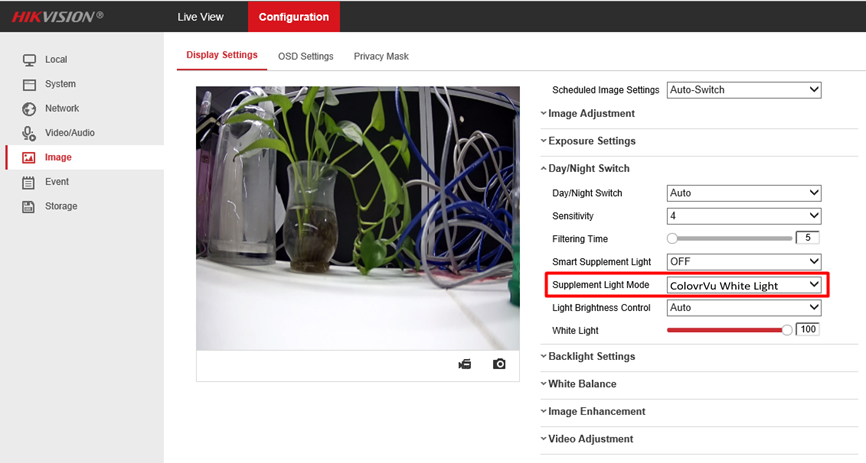 HIKVISION®
Live View
Configuration
Local
System
Network
Video/Audio
Image
Event
Storage
Display Settings
OSD Settings
Privacy Mask
Scheduled Image Settings Auto-Switch
Image Adjustment
Exposure Settings
Day/Night Switch
Day/Night Switch Auto
Sensitivity 4
Filtering Time 5
Smart Supplement Light OFF
Supplement Light Mode ColovrVu White Light
Light Brightness Control Auto
White Light 100
Backlight Settings
White Balance
Image Enhancement
Video Adjustment